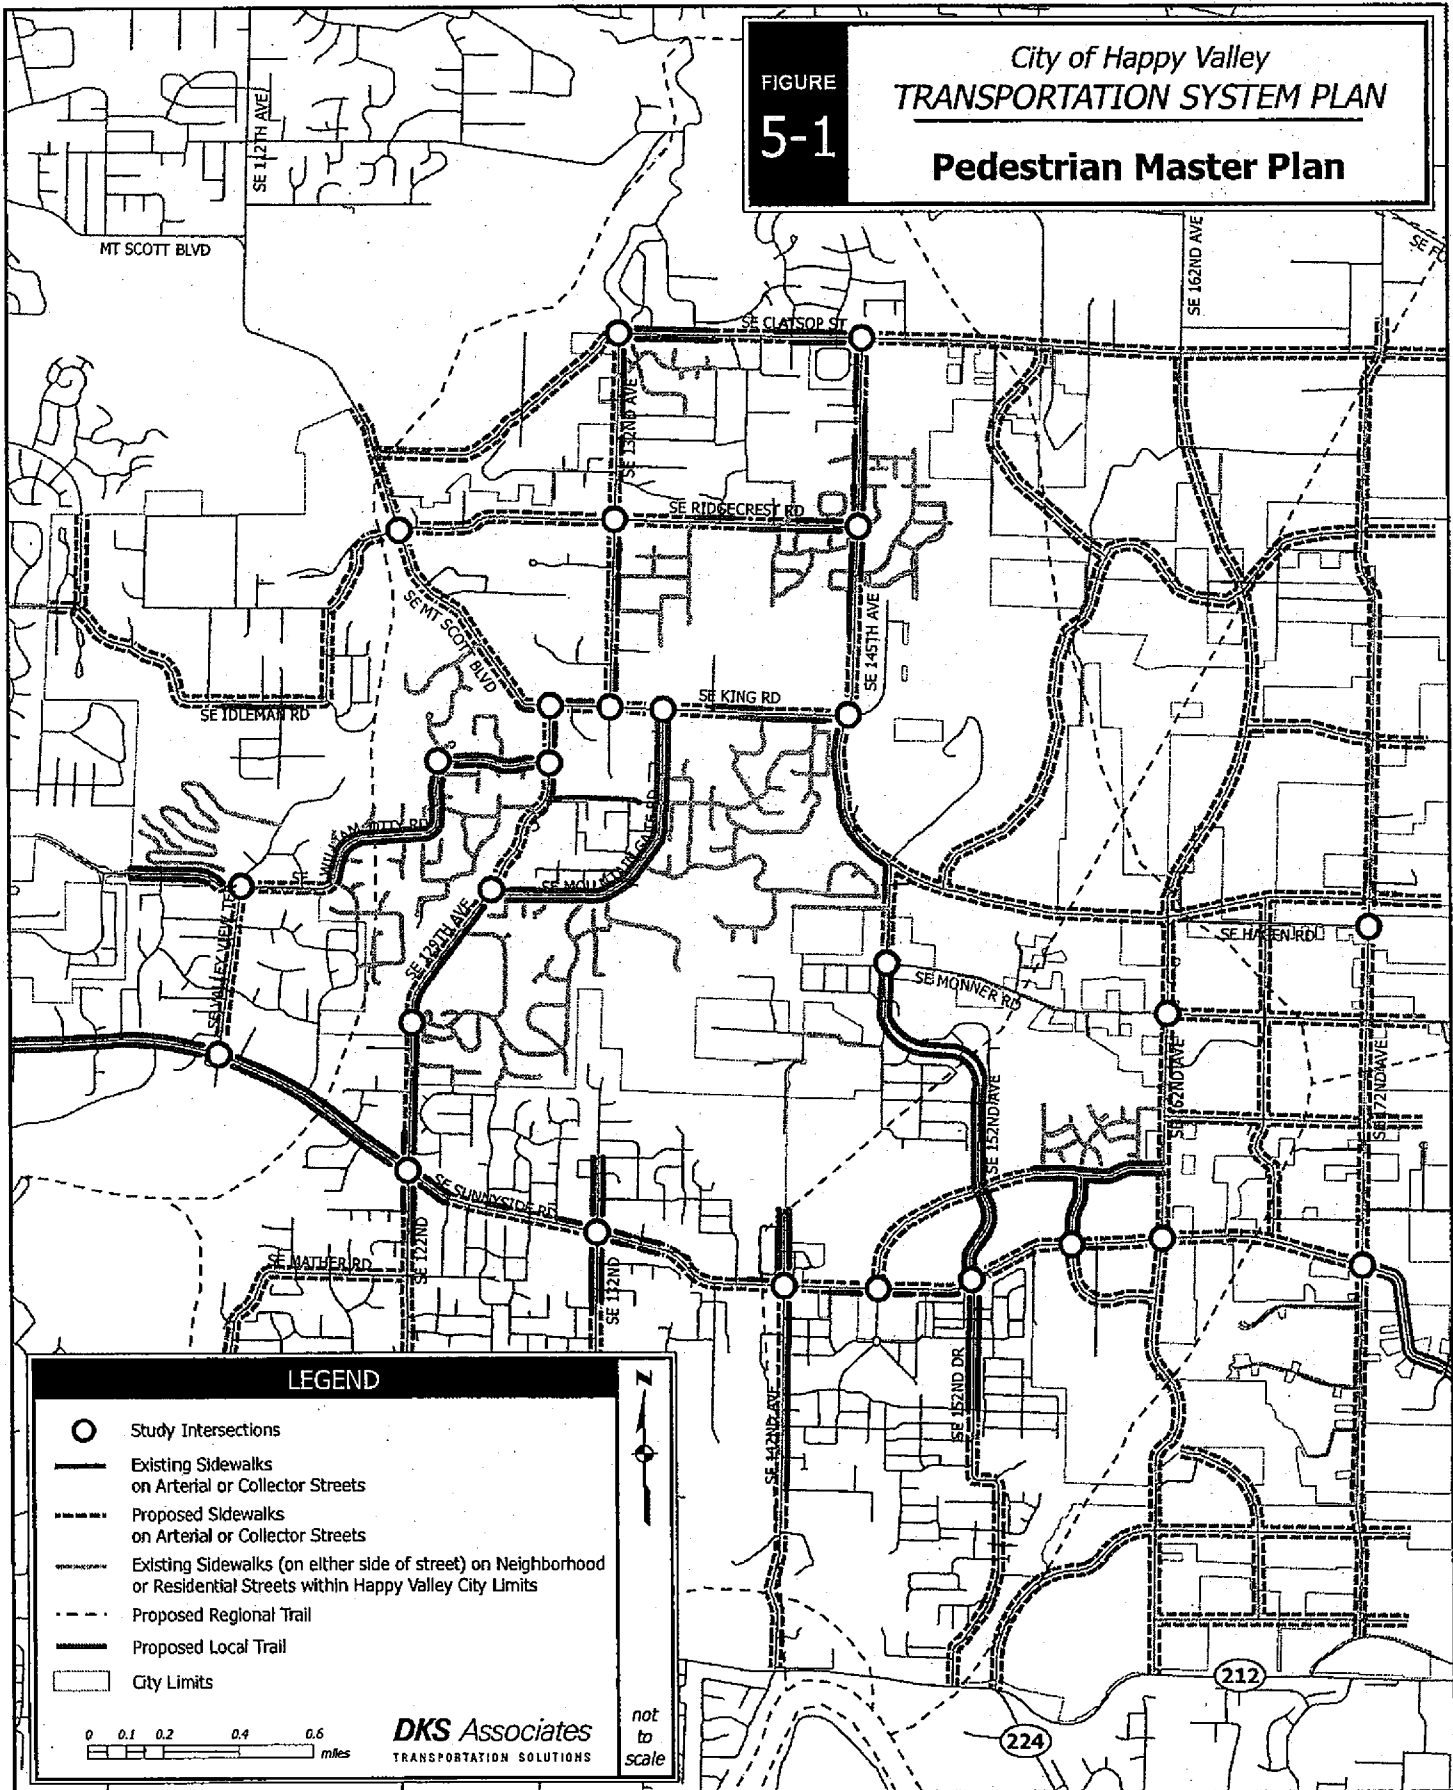 FIGURE
5-1
City of Happy Valley
TRANSPORTATION SYSTEM PLAN
Pedestrian Master Plan
SE 112TH AVE
MT SCOTT BLVD
SE 162ND AVE
SE CLATSOP ST
SE 132ND AVE
SE RIDGECREST RD
SE MT SCOTT BLVD
SE 145TH AVE
SE KING RD
SE IDLEMAN RD
SE WILLIAM OTTY RD
SE MOUNTAIN GATE RD
SE 129TH AVE
SE VALLEY VIEW TER
SE HAGEN RD
SE MONNER RD
SE 162ND AVE
SE 172ND AVE
SE 152ND AVE
SE SUNNYSIDE RD
SE 122ND
SE MATHER RD
SE 132ND
SE 142ND AVE
SE 152ND DR
212
224
LEGEND
Study Intersections
Existing Sidewalks
on Arterial or Collector Streets
Proposed Sidewalks
on Arterial or Collector Streets
Existing Sidewalks (on either side of street) on Neighborhood
or Residential Streets within Happy Valley City Limits
Proposed Regional Trail
Proposed Local Trail
City Limits
0 0.1 0.2 0.4 0.6
miles
DKS Associates
TRANSPORTATION SOLUTIONS
N
not
to
scale